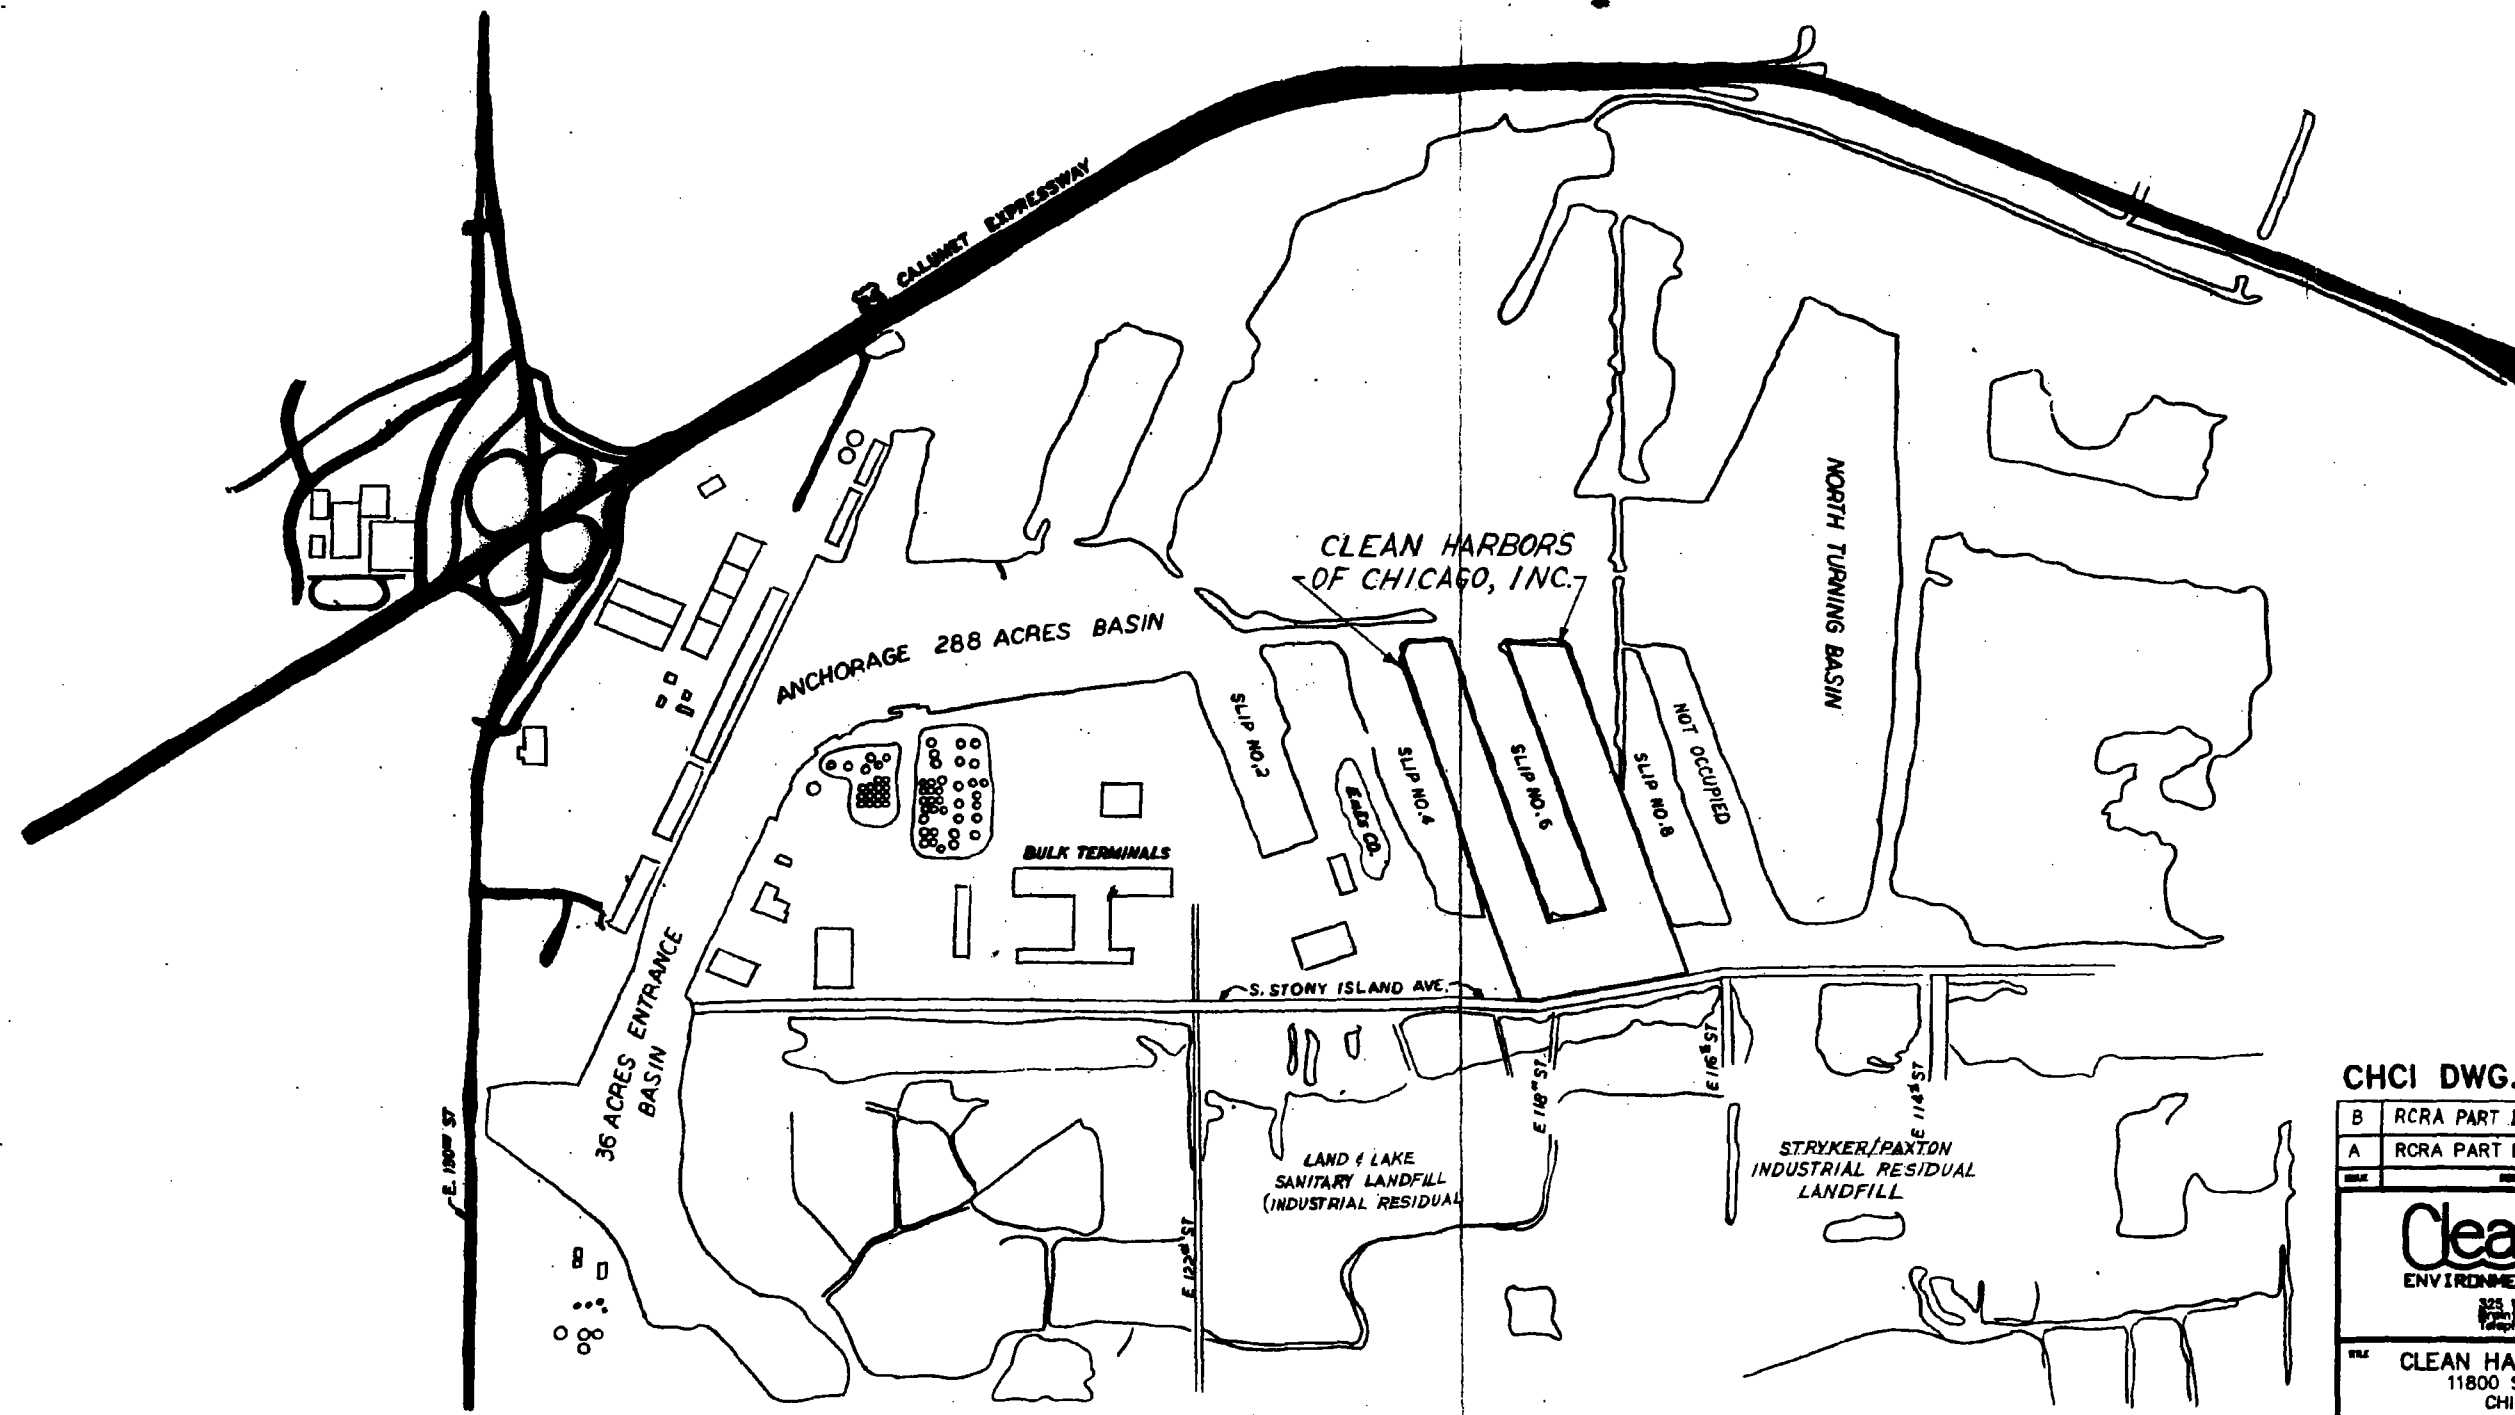 CALUMET EXPRESSWAY
CLEAN HARBORS
OF CHICAGO, INC.
NORTH TURNING BASIN
ANCHORAGE 288 ACRES BASIN
SLIP NO.2
SLIP NO.4
SLIP NO.6
SLIP NO.8
NOT OCCUPIED
BULK TERMINALS
S. STONY ISLAND AVE.
36 ACRES ENTRANCE
BASIN
E. 130TH ST
E 122nd ST
E 118TH ST.
E 116th ST
E 114th ST
LAND & LAKE
SANITARY LANDFILL
(INDUSTRIAL RESIDUAL
STRYKER/PAXTON
INDUSTRIAL RESIDUAL
LANDFILL
CHCI DWG.
B RCRA PART
A RCRA PART
Clea
ENVIRONME
325
TITLE CLEAN HA
11800 S
CHI